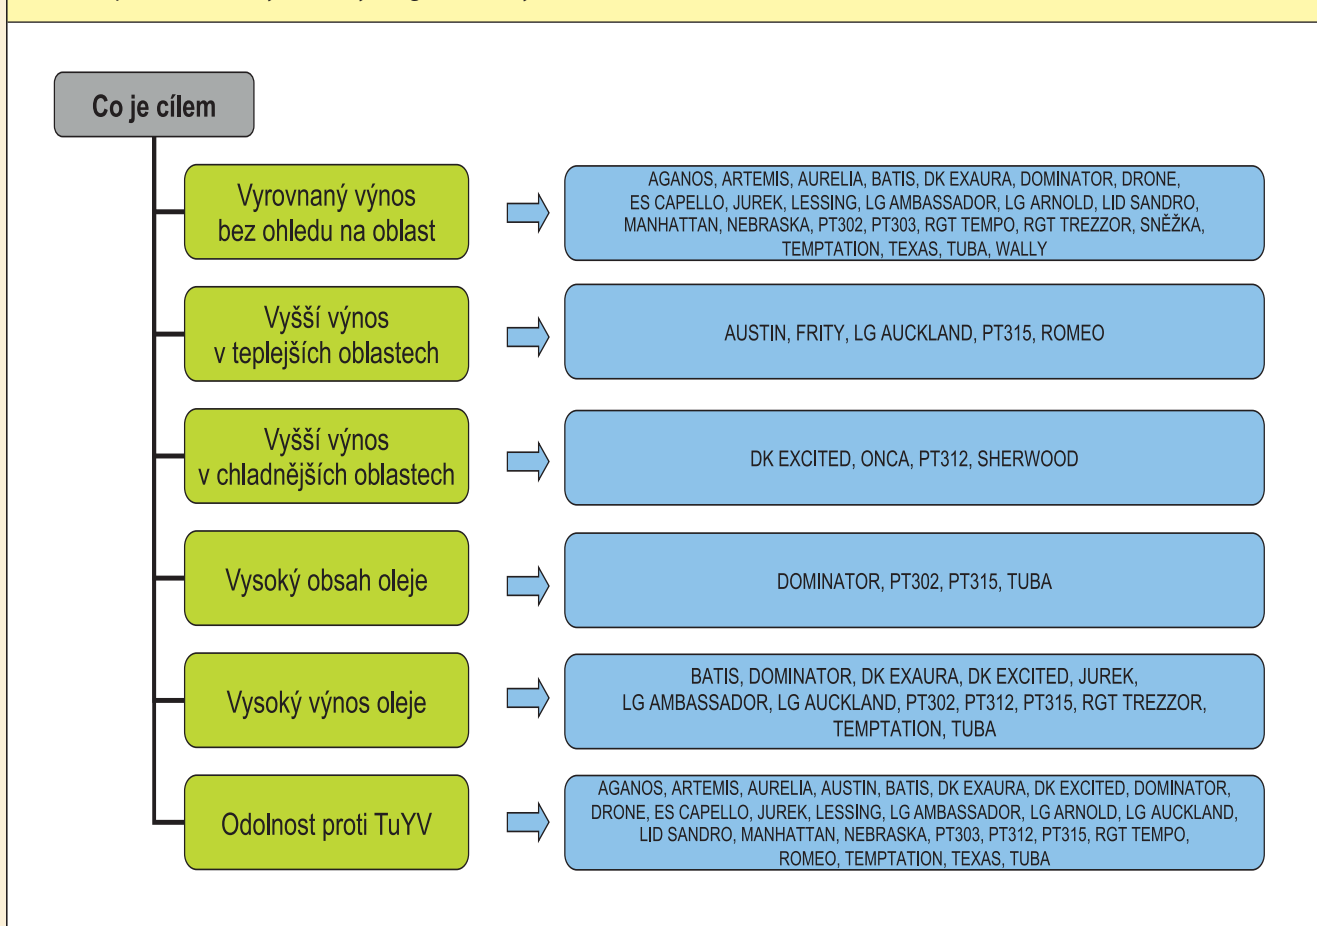 Co je cílem
Vyrovnaný výnos
bez ohledu na oblast
AGANOS, ARTEMIS, AURELIA, BATIS, DK EXAURA, DOMINATOR, DRONE,
ES CAPELLO, JUREK, LESSING, LG AMBASSADOR, LG ARNOLD, LID SANDRO,
MANHATTAN, NEBRASKA, PT302, PT303, RGT TEMPO, RGT TREZZOR, SNĚŽKA,
TEMPTATION, TEXAS, TUBA, WALLY
Vyšší výnos
v teplejších oblastech
AUSTIN, FRITY, LG AUCKLAND, PT315, ROMEO
Vyšší výnos
v chladnějších oblastech
DK EXCITED, ONCA, PT312, SHERWOOD
Vysoký obsah oleje
DOMINATOR, PT302, PT315, TUBA
Vysoký výnos oleje
BATIS, DOMINATOR, DK EXAURA, DK EXCITED, JUREK,
LG AMBASSADOR, LG AUCKLAND, PT302, PT312, PT315, RGT TREZZOR,
TEMPTATION, TUBA
Odolnost proti TuYV
AGANOS, ARTEMIS, AURELIA, AUSTIN, BATIS, DK EXAURA, DK EXCITED, DOMINATOR,
DRONE, ES CAPELLO, JUREK, LESSING, LG AMBASSADOR, LG ARNOLD, LG AUCKLAND,
LID SANDRO, MANHATTAN, NEBRASKA, PT303, PT312, PT315, RGT TEMPO,
ROMEO, TEMPTATION, TEXAS, TUBA